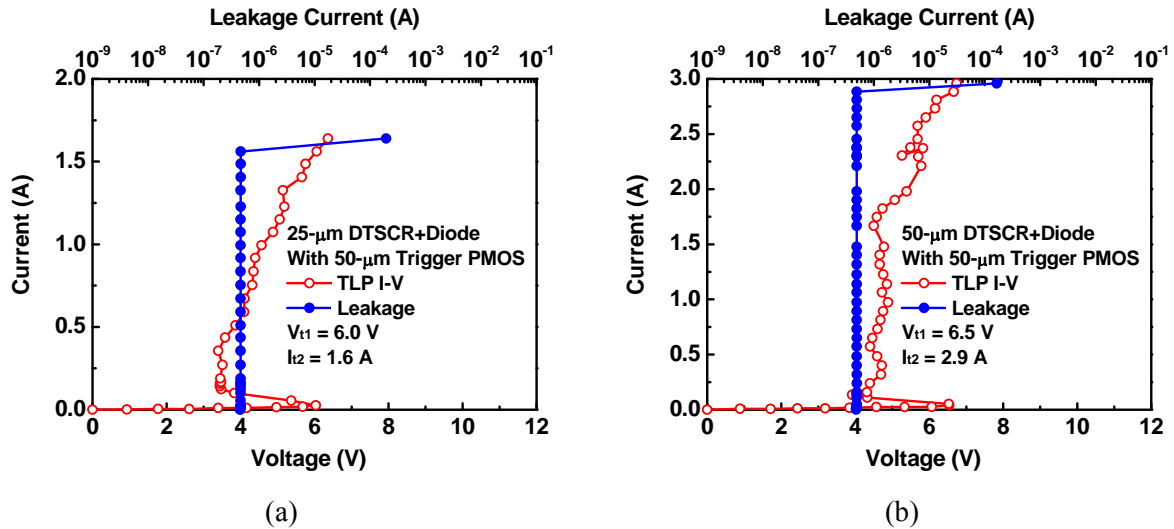 Leakage Current (A)
10⁻⁹ 10⁻⁸ 10⁻⁷ 10⁻⁶ 10⁻⁵ 10⁻⁴ 10⁻³ 10⁻² 10⁻¹
2.0
1.5
1.0
0.5
0.0
Current (A)
25-μm DTSCR+Diode
With 50-μm Trigger PMOS
TLP I-V
Leakage
Vt1 = 6.0 V
It2 = 1.6 A
0 2 4 6 8 10 12
Voltage (V)
(a)
Leakage Current (A)
10⁻⁹ 10⁻⁸ 10⁻⁷ 10⁻⁶ 10⁻⁵ 10⁻⁴ 10⁻³ 10⁻² 10⁻¹
3.0
2.5
2.0
1.5
1.0
0.5
0.0
Current (A)
50-μm DTSCR+Diode
With 50-μm Trigger PMOS
TLP I-V
Leakage
Vt1 = 6.5 V
It2 = 2.9 A
0 2 4 6 8 10 12
Voltage (V)
(b)